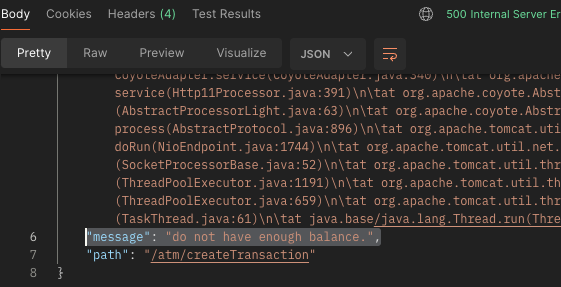 Body Cookies Headers (4) Test Results 500 Internal Server Er
Pretty Raw Preview Visualize JSON
CoyoteAdapter.service(CoyoteAdapter.java:340)\n\tat org.apache
service(Http11Processor.java:391)\n\tat org.apache.coyote.Abst
(AbstractProcessorLight.java:63)\n\tat org.apache.coyote.Abst
process(AbstractProtocol.java:896)\n\tat org.apache.tomcat.uti
doRun(NioEndpoint.java:1744)\n\tat org.apache.tomcat.util.net.
(SocketProcessorBase.java:52)\n\tat org.apache.tomcat.util.thr
(ThreadPoolExecutor.java:1191)\n\tat org.apache.tomcat.util.th
(ThreadPoolExecutor.java:659)\n\tat org.apache.tomcat.util.thr
(TaskThread.java:61)\n\tat java.base/java.lang.Thread.run(Thre
6 "message": "do not have enough balance.",
7 "path": "/atm/createTransaction"
8 }